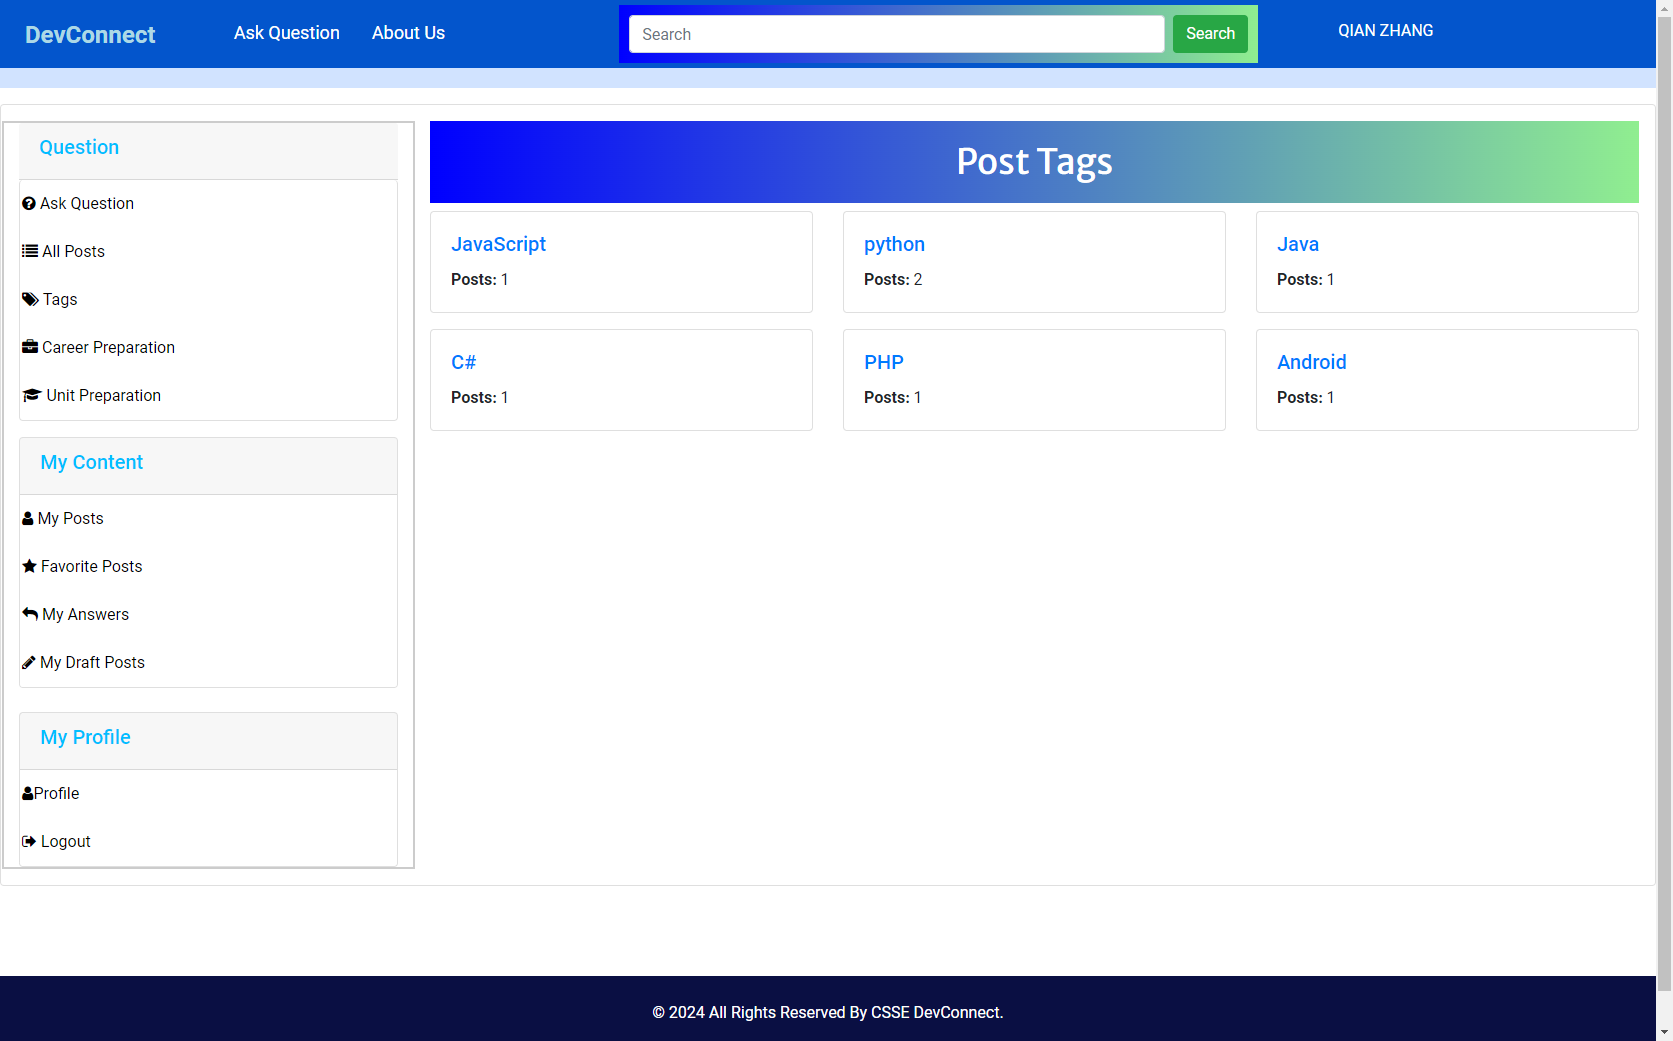 DevConnect
Ask Question
About Us
Search
Search
QIAN ZHANG
Question
Ask Question
All Posts
Tags
Career Preparation
Unit Preparation
My Content
My Posts
Favorite Posts
My Answers
My Draft Posts
My Profile
Profile
Logout
Post Tags
JavaScript
Posts: 1
python
Posts: 2
Java
Posts: 1
C#
Posts: 1
PHP
Posts: 1
Android
Posts: 1
© 2024 All Rights Reserved By CSSE DevConnect.